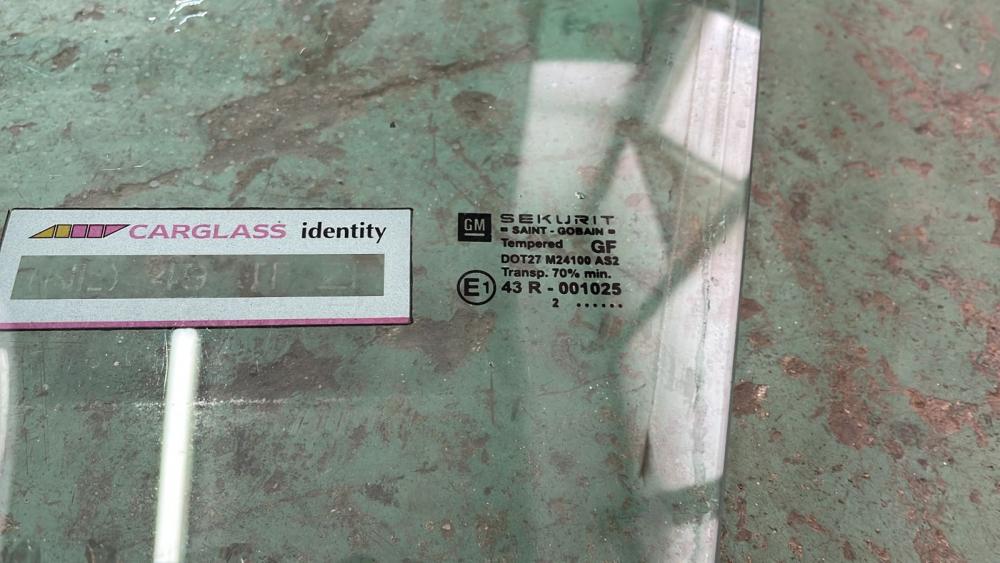 CARGLASS identity
GM
SEKURIT
SAINT - GOBAIN
Tempered GF
DOT27 M24100 AS2
Transp. 70% min.
E1 43 R - 001025
2 ......